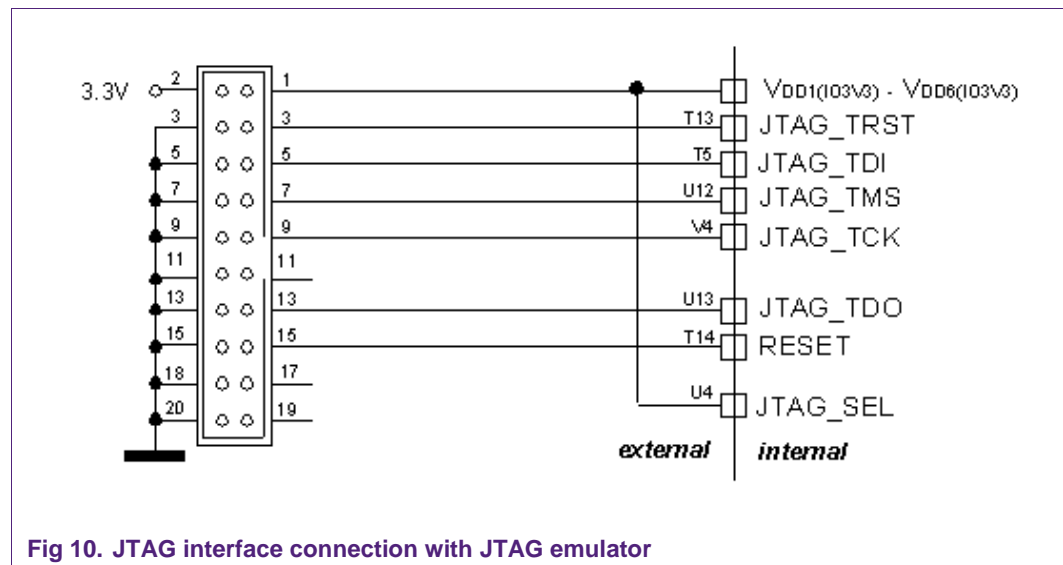 3.3V 2 1 VDD1(IO3V3) - VDD6(IO3V3)
3 3 T13 JTAG_TRST
5 5 T5 JTAG_TDI
7 7 U12 JTAG_TMS
9 9 V4 JTAG_TCK
11 11
13 13 U13 JTAG_TDO
15 15 T14 RESET
18 17
20 19 U4 JTAG_SEL
external internal
Fig 10. JTAG interface connection with JTAG emulator